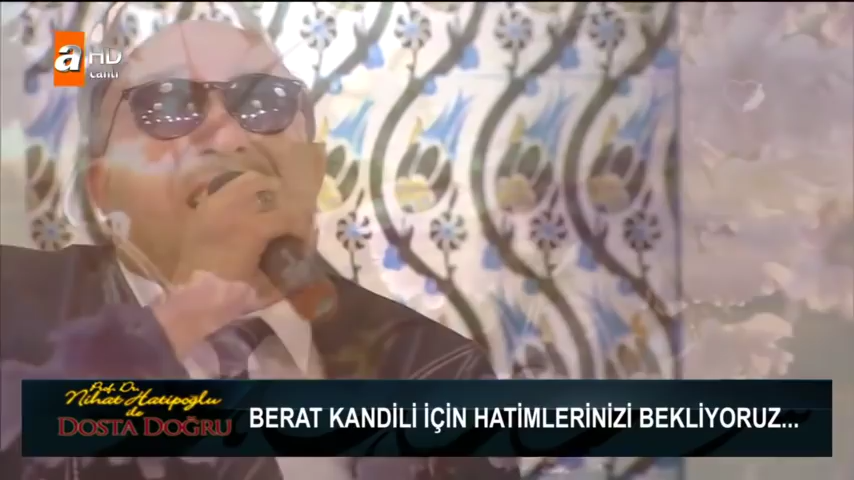 a HD
canlı
Prof. Dr.
Nihat Hatipoğlu
ile
DOSTA DOĞRU
BERAT KANDİLİ İÇİN HATİMLERİNİZİ BEKLİYORUZ...